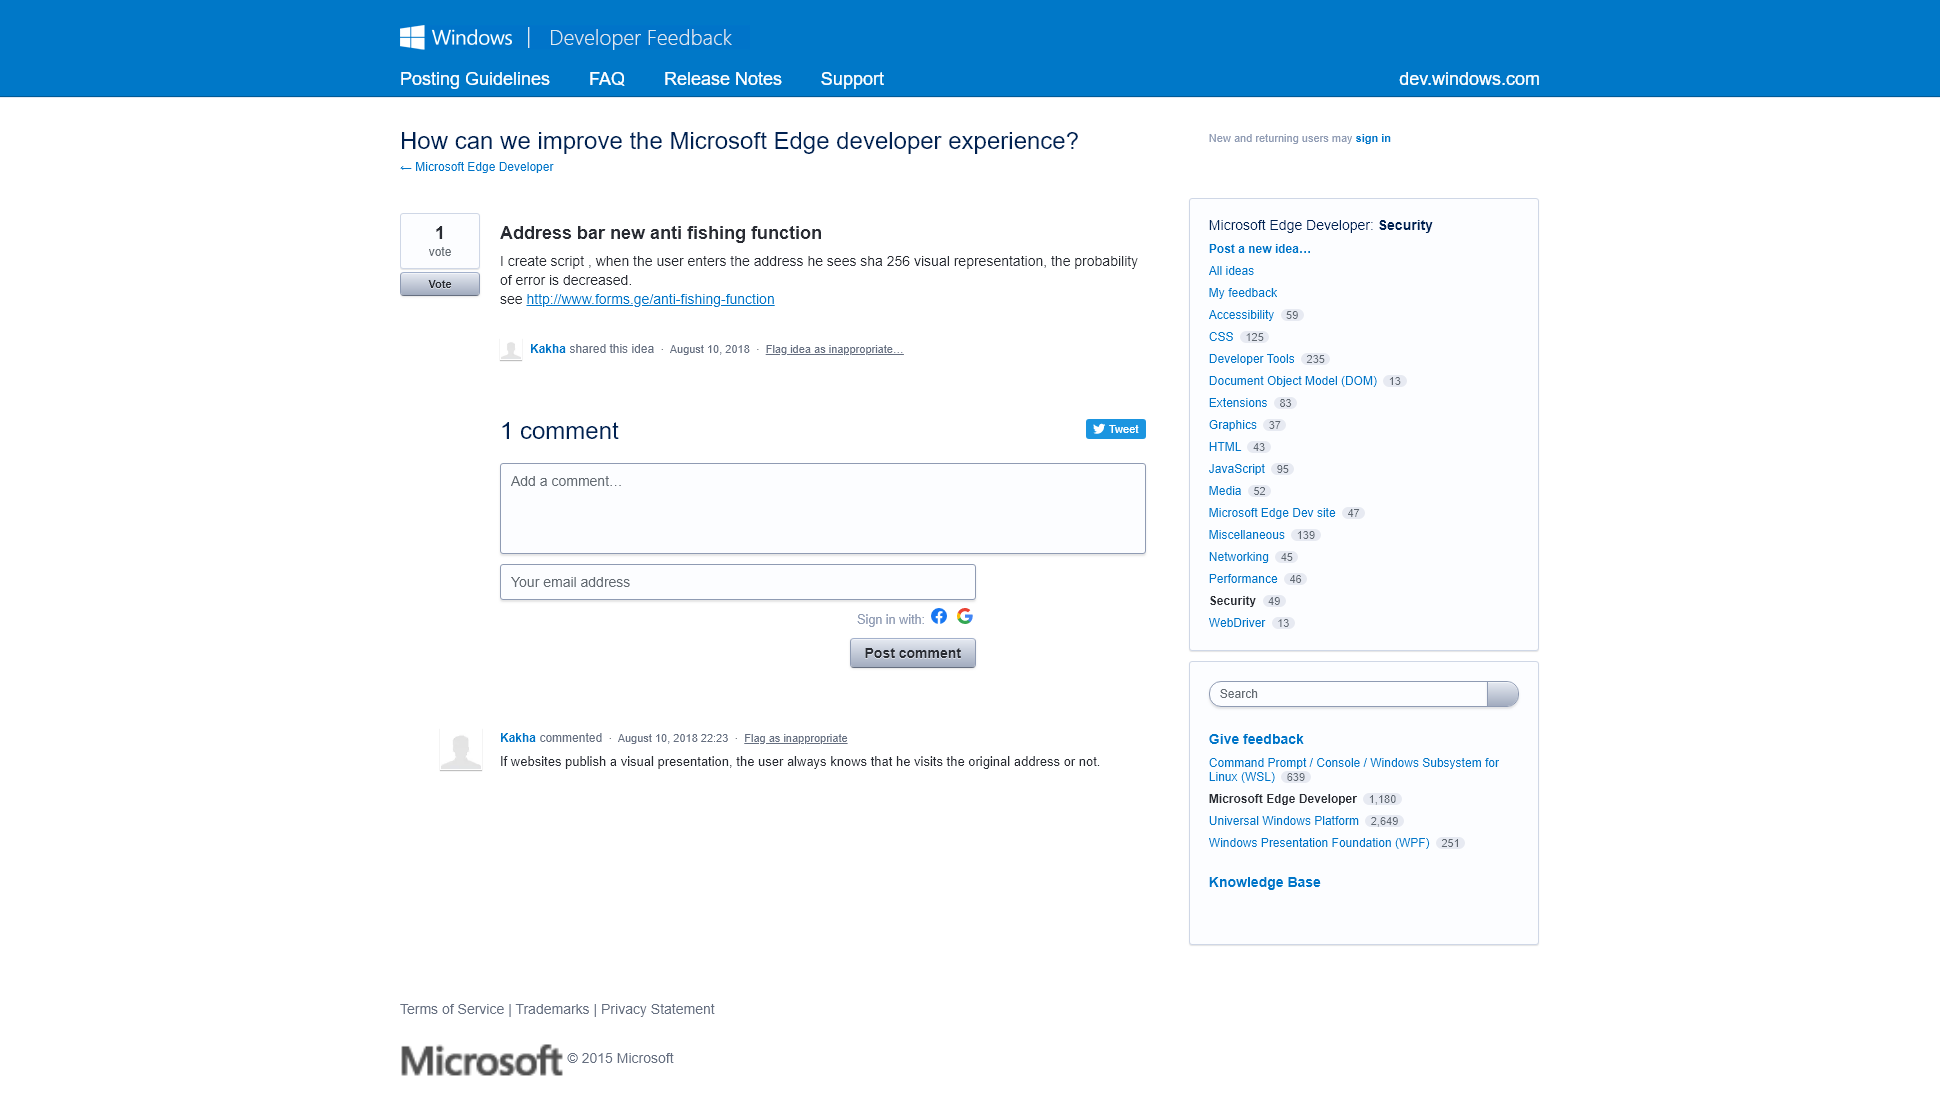 Windows | Developer Feedback
Posting Guidelines FAQ Release Notes Support dev.windows.com
How can we improve the Microsoft Edge developer experience?
← Microsoft Edge Developer
New and returning users may sign in
1
vote
Vote
Address bar new anti fishing function
I create script , when the user enters the address he sees sha 256 visual representation, the probability
of error is decreased.
see http://www.forms.ge/anti-fishing-function
Kakha shared this idea · August 10, 2018 · Flag idea as inappropriate…
1 comment
Tweet
Add a comment…
Your email address
Sign in with:
Post comment
Kakha commented · August 10, 2018 22:23 · Flag as inappropriate
If websites publish a visual presentation, the user always knows that he visits the original address or not.
Microsoft Edge Developer: Security
Post a new idea…
All ideas
My feedback
Accessibility 59
CSS 125
Developer Tools 235
Document Object Model (DOM) 13
Extensions 83
Graphics 37
HTML 43
JavaScript 95
Media 52
Microsoft Edge Dev site 47
Miscellaneous 139
Networking 45
Performance 46
Security 49
WebDriver 13
Search
Give feedback
Command Prompt / Console / Windows Subsystem for
Linux (WSL) 639
Microsoft Edge Developer 1,180
Universal Windows Platform 2,649
Windows Presentation Foundation (WPF) 251
Knowledge Base
Terms of Service | Trademarks | Privacy Statement
Microsoft © 2015 Microsoft